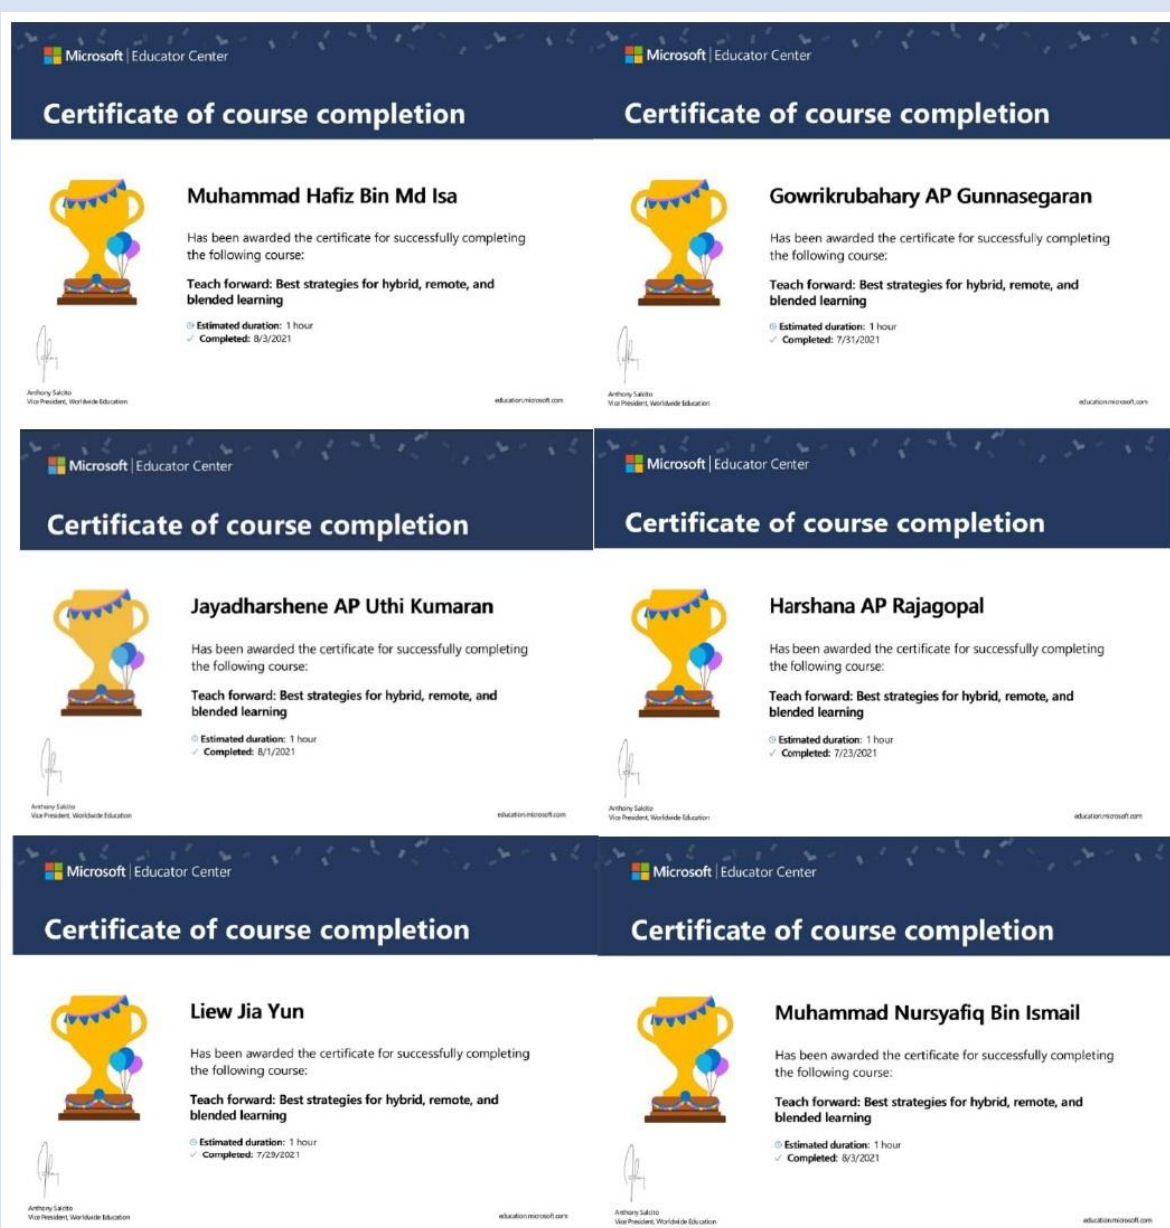 Microsoft | Educator Center
Certificate of course completion
Muhammad Hafiz Bin Md Isa
Has been awarded the certificate for successfully completing
the following course:
Teach forward: Best strategies for hybrid, remote, and
blended learning
Estimated duration: 1 hour
Completed: 8/3/2021
Anthony Salcito
Vice President, Worldwide Education
education.microsoft.com
Microsoft | Educator Center
Certificate of course completion
Gowrikrubahary AP Gunnasegaran
Has been awarded the certificate for successfully completing
the following course:
Teach forward: Best strategies for hybrid, remote, and
blended learning
Estimated duration: 1 hour
Completed: 7/31/2021
Anthony Salcito
Vice President, Worldwide Education
education.microsoft.com
Microsoft | Educator Center
Certificate of course completion
Jayadharshene AP Uthi Kumaran
Has been awarded the certificate for successfully completing
the following course:
Teach forward: Best strategies for hybrid, remote, and
blended learning
Estimated duration: 1 hour
Completed: 8/1/2021
Anthony Salcito
Vice President, Worldwide Education
education.microsoft.com
Microsoft | Educator Center
Certificate of course completion
Harshana AP Rajagopal
Has been awarded the certificate for successfully completing
the following course:
Teach forward: Best strategies for hybrid, remote, and
blended learning
Estimated duration: 1 hour
Completed: 7/23/2021
Anthony Salcito
Vice President, Worldwide Education
education.microsoft.com
Microsoft | Educator Center
Certificate of course completion
Liew Jia Yun
Has been awarded the certificate for successfully completing
the following course:
Teach forward: Best strategies for hybrid, remote, and
blended learning
Estimated duration: 1 hour
Completed: 7/29/2021
Anthony Salcito
Vice President, Worldwide Education
education.microsoft.com
Microsoft | Educator Center
Certificate of course completion
Muhammad Nursyafiq Bin Ismail
Has been awarded the certificate for successfully completing
the following course:
Teach forward: Best strategies for hybrid, remote, and
blended learning
Estimated duration: 1 hour
Completed: 8/3/2021
Anthony Salcito
Vice President, Worldwide Education
education.microsoft.com